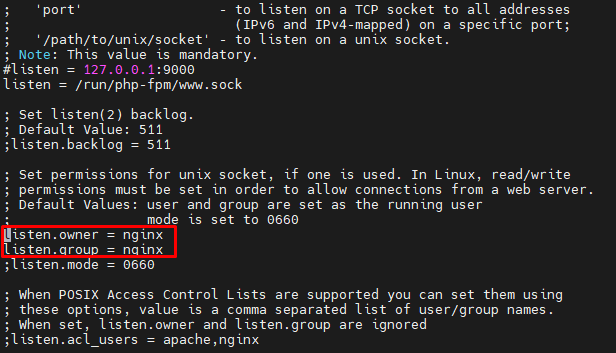 ;   'port'                 - to listen on a TCP socket to all addresses
;                            (IPv6 and IPv4-mapped) on a specific port;
;   '/path/to/unix/socket' - to listen on a unix socket.
; Note: This value is mandatory.
#listen = 127.0.0.1:9000
listen = /run/php-fpm/www.sock

; Set listen(2) backlog.
; Default Value: 511
;listen.backlog = 511

; Set permissions for unix socket, if one is used. In Linux, read/write
; permissions must be set in order to allow connections from a web server.
; Default Values: user and group are set as the running user
;                 mode is set to 0660
listen.owner = nginx
listen.group = nginx
;listen.mode = 0660

; When POSIX Access Control Lists are supported you can set them using
; these options, value is a comma separated list of user/group names.
; When set, listen.owner and listen.group are ignored
;listen.acl_users = apache,nginx